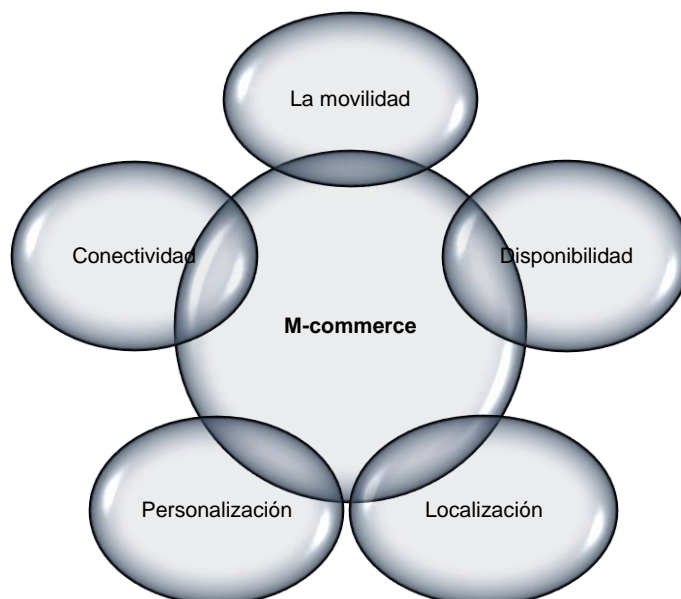 La movilidad
Conectividad
Disponibilidad
M-commerce
Personalización
Localización